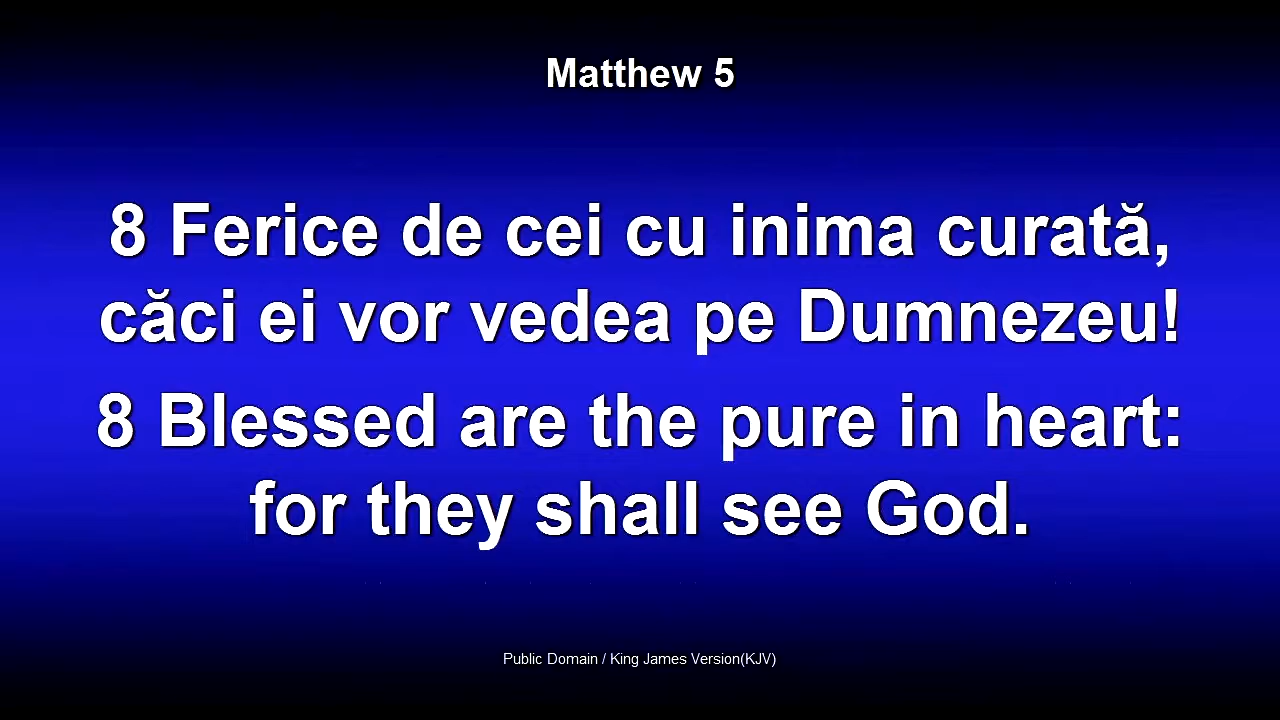 Matthew 5
8 Ferice de cei cu inima curată,
căci ei vor vedea pe Dumnezeu!
8 Blessed are the pure in heart:
for they shall see God.
Public Domain / King James Version(KJV)